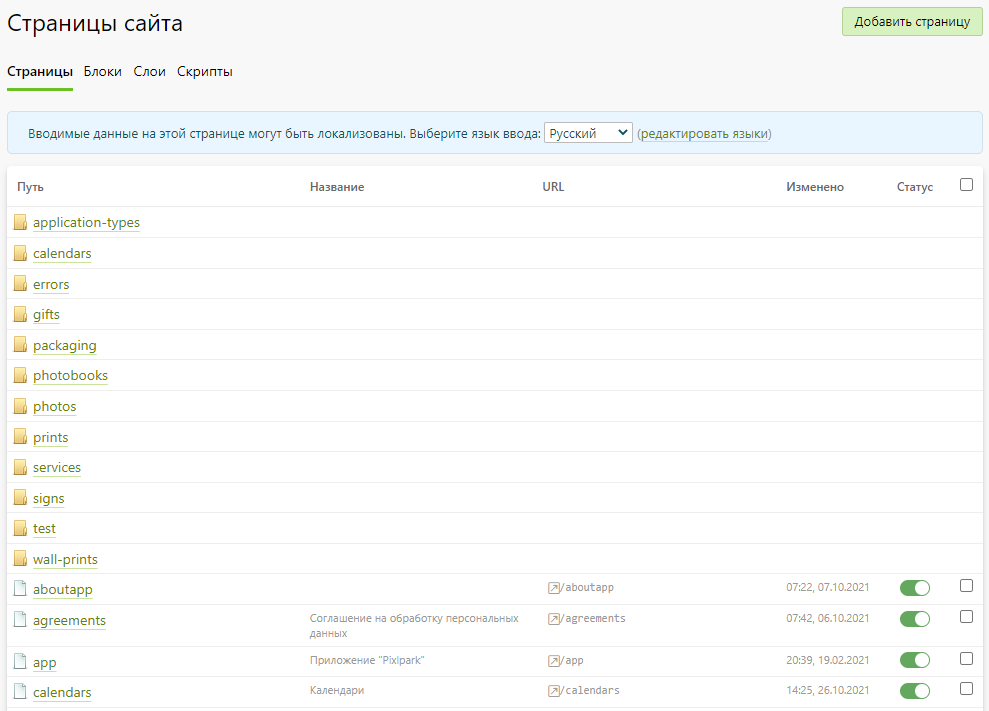 Страницы сайта
Добавить страницу
Страницы Блоки Слои Скрипты
Вводимые данные на этой странице могут быть локализованы. Выберите язык ввода: Русский (редактировать языки)
Путь Название URL Изменено Статус
application-types
calendars
errors
gifts
packaging
photobooks
photos
prints
services
signs
test
wall-prints
aboutapp /aboutapp 07:22, 07.10.2021
agreements Соглашение на обработку персональных /agreements 07:42, 06.10.2021
данных
app Приложение "Pixlpark" /app 20:39, 19.02.2021
calendars Календари /calendars 14:25, 26.10.2021